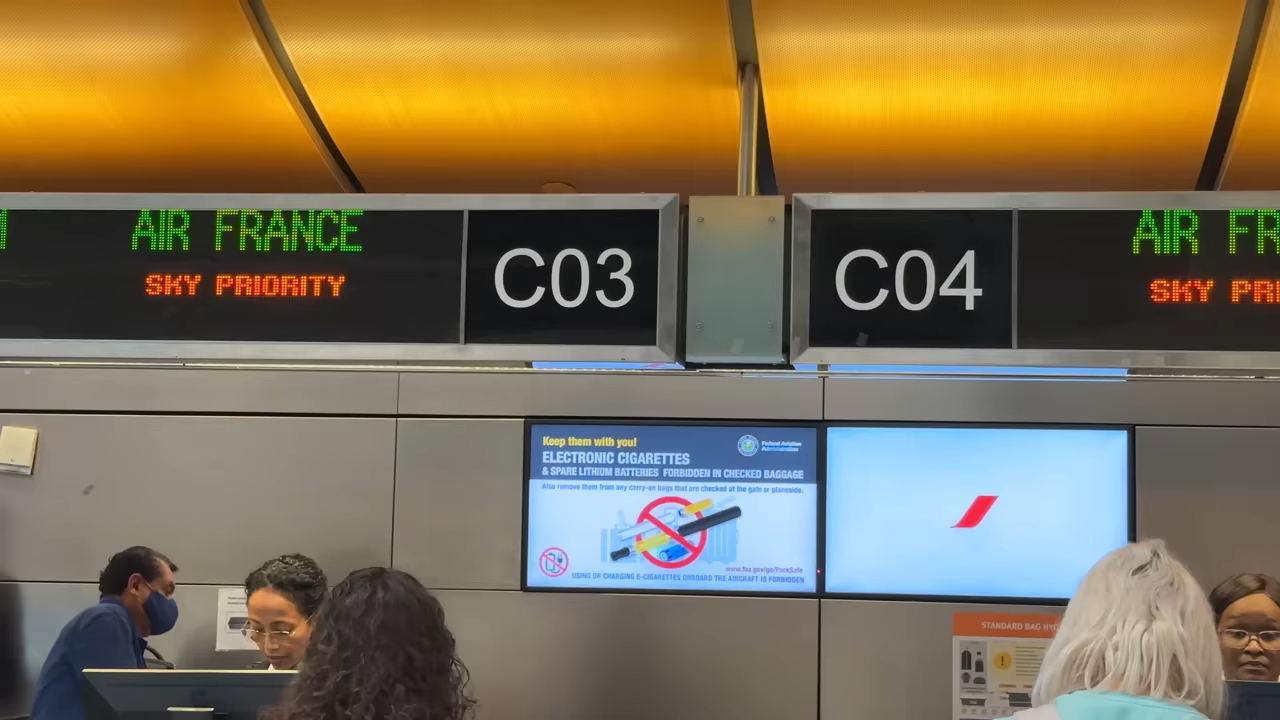 AIR FRANCE
SKY PRIORITY
C03
C04
AIR FR
SKY PRI
Keep them with you!
Federal Aviation
Administration
ELECTRONIC CIGARETTES
& SPARE LITHIUM BATTERIES FORBIDDEN IN CHECKED BAGGAGE
Also remove them from any carry-on bags that are checked at the gate or planeside.
www.faa.gov/go/PackSafe
USING OR CHARGING E-CIGARETTES ONBOARD THE AIRCRAFT IS FORBIDDEN
STANDARD BAG HY